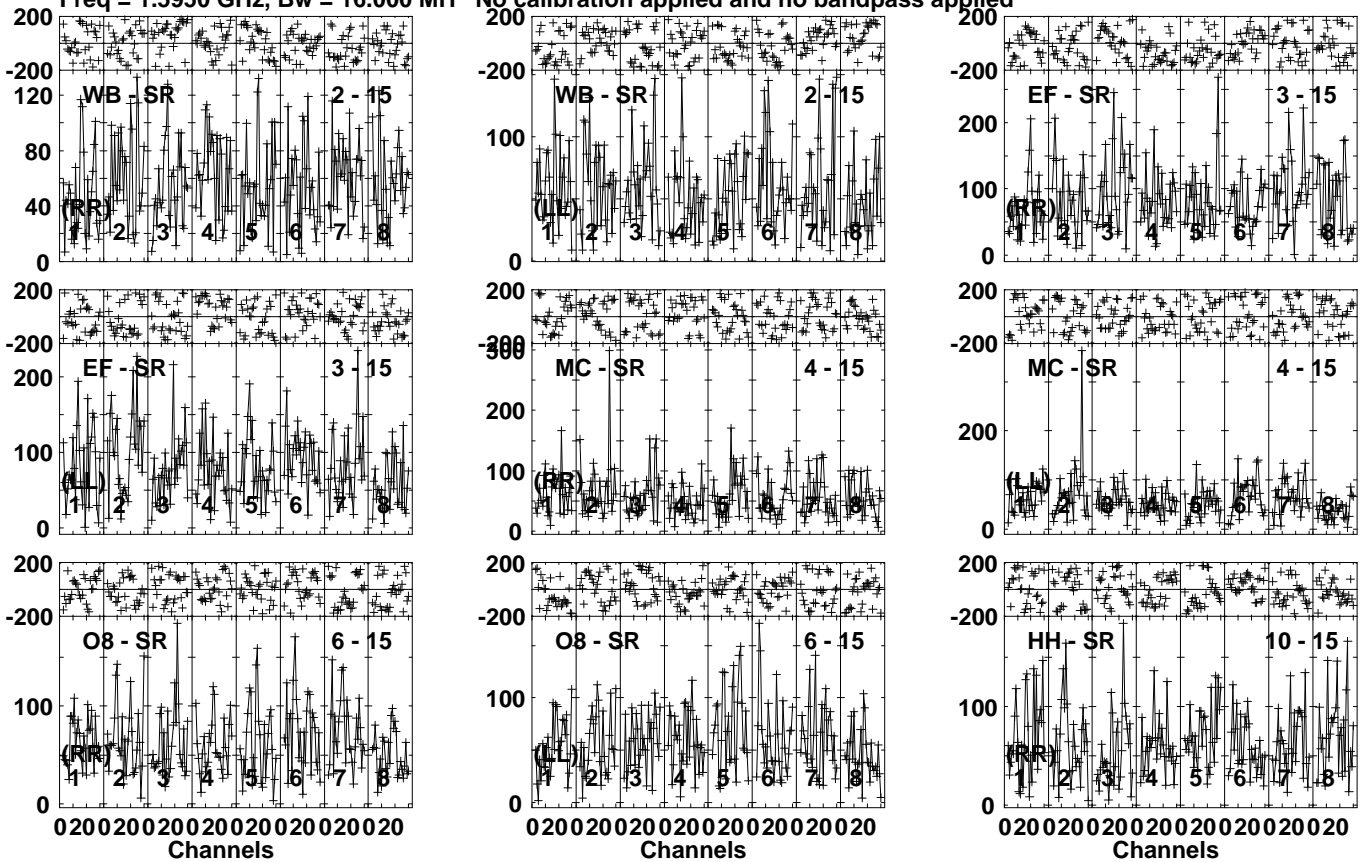 Freq = 1.5950 GHz, Bw = 16.000 MH No calibration applied and no bandpass applied
200 200 200
-200 -200 -200
WB - SR 2 - 15 WB - SR 2 - 15 EF - SR 3 - 15
120 80 40 0
100 0
200 100 0
(RR) (LL) (RR)
1 2 3 4 5 6 7 8 1 2 3 4 5 6 7 8 1 2 3 4 5 6 7 8
200 200 200
-200 -200 -200
EF - SR 3 - 15 MC - SR 4 - 15 MC - SR 4 - 15
200 100 0
300 200 100 0
200 0
(LL) (RR) (LL)
1 2 3 4 5 6 7 8 1 2 3 4 5 6 7 8 1 2 3 4 5 6 7 8
200 200 200
-200 -200 -200
O8 - SR 6 - 15 O8 - SR 6 - 15 HH - SR 10 - 15
100 0
100 0
100 0
(RR) (LL) (RR)
1 2 3 4 5 6 7 8 1 2 3 4 5 6 7 8 1 2 3 4 5 6 7 8
0 20 0 20 0 20 0 20 0 20 0 20 0 20 0 20 0 20 0 20 0 20 0 20 0 20 0 20 0 20 0 20 0 20 0 20 0 20 0 20 0 20 0 20 0 20 0 20
Channels Channels Channels